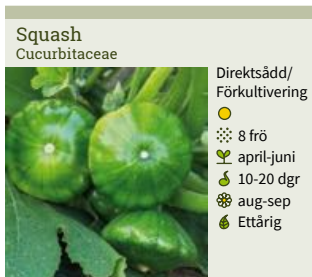 Squash
Cucurbitaceae
Direktsådd/
Förkultivering
8 frö
april-juni
10-20 dgr
aug-sep
Ettårig